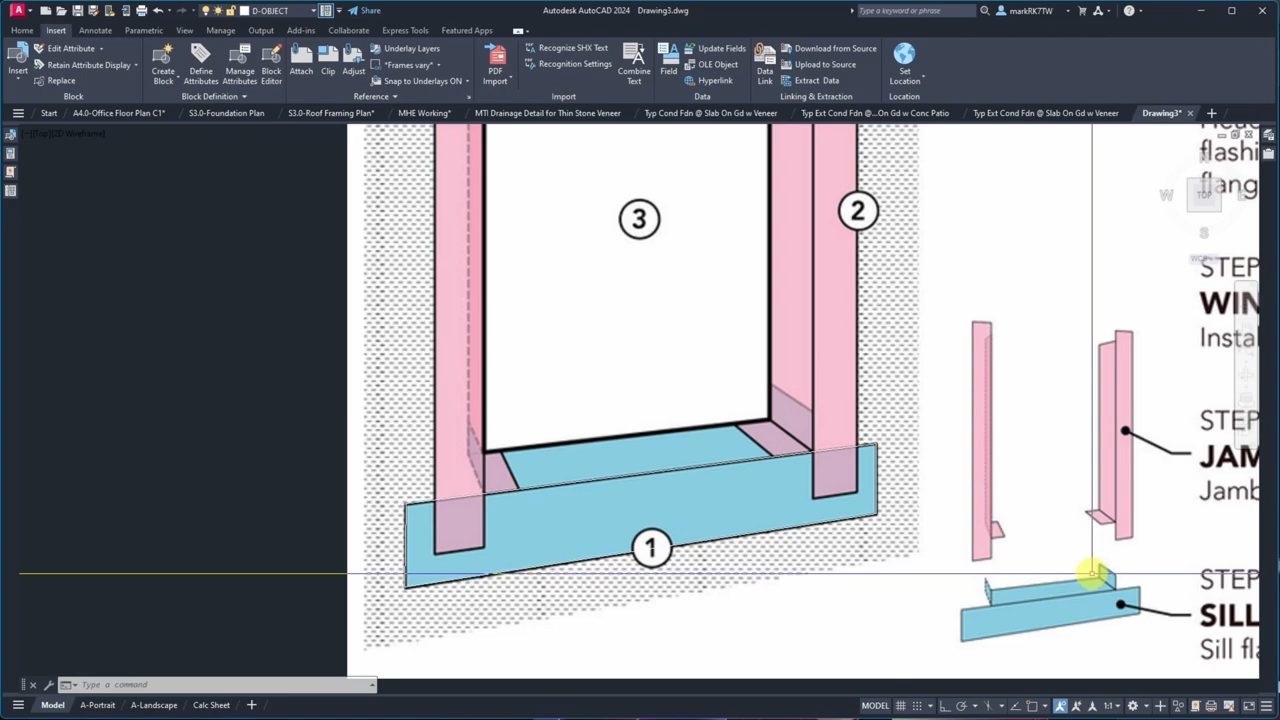 Autodesk AutoCAD 2024 Drawing3.dwg
D-OBJECT
Share
Type a keyword or phrase
markRK7TW
Home Insert Annotate Parametric View Manage Output Add-ins Collaborate Express Tools Featured Apps
Insert
Edit Attribute
Retain Attribute Display
Replace
Block
Create Block
Define Attributes
Manage Attributes
Block Editor
Block Definition
Attach
Clip
Adjust
Underlay Layers
*Frames vary*
Snap to Underlays ON
Reference
PDF Import
Recognize SHX Text
Recognition Settings
Combine Text
Import
Field
Update Fields
OLE Object
Hyperlink
Data
Data Link
Download from Source
Upload to Source
Extract Data
Linking & Extraction
Set Location
Location
Start A4.0-Office Floor Plan C1* S3.0-Foundation Plan S3.0-Roof Framing Plan* MHE Working* MTI Drainage Detail for Thin Stone Veneer Typ Cond Fdn @ Slab On Gd w Veneer Typ Ext Cond Fdn @...On Gd w Conc Patio Typ Ext Cond Fdn @ Slab On Gd w Veneer Drawing3*
[-][Top][2D Wireframe]
flashi
flang
W TOP
S
3
2
1
STEP
WIN
Insta
STEP
JAM
Jamb
STEP
SILL
Sill fla
Type a command
Model A-Portrait A-Landscape Calc Sheet
MODEL
1:1